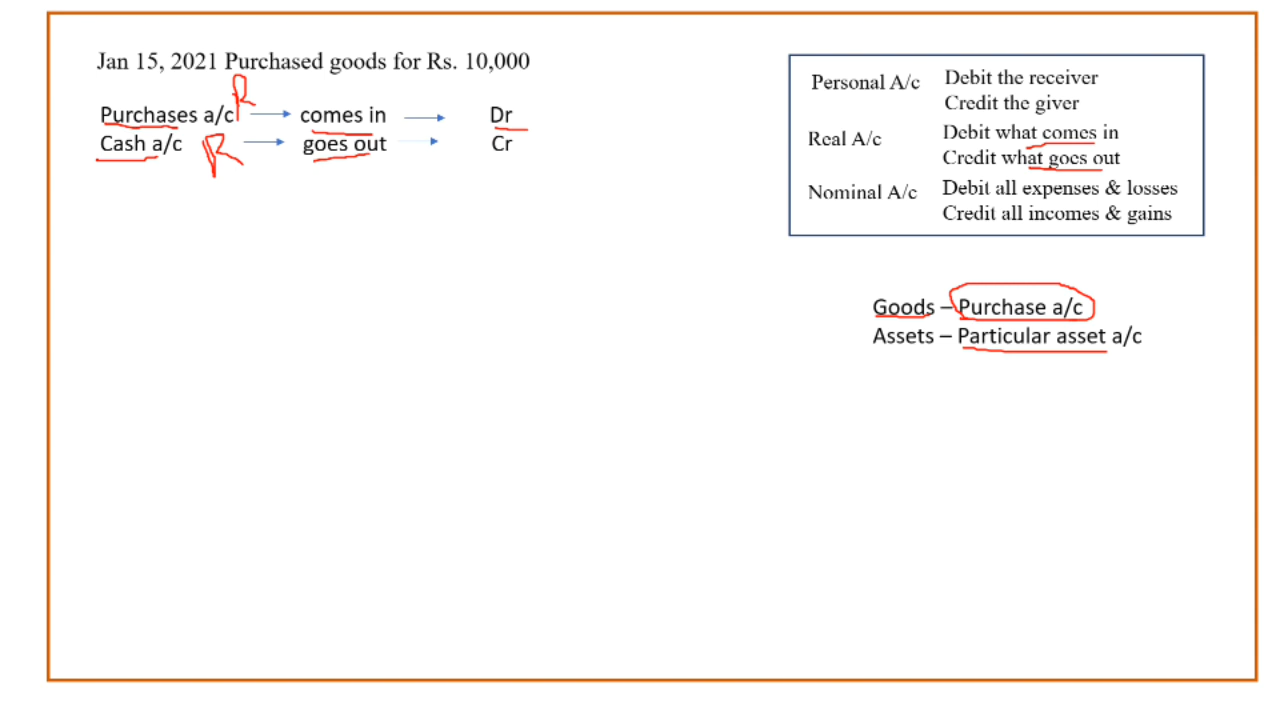 Jan 15, 2021 Purchased goods for Rs. 10,000
Purchases a/c R comes in Dr
Cash a/c R goes out Cr
Personal A/c Debit the receiver
Credit the giver
Real A/c Debit what comes in
Credit what goes out
Nominal A/c Debit all expenses & losses
Credit all incomes & gains
Goods – Purchase a/c
Assets – Particular asset a/c